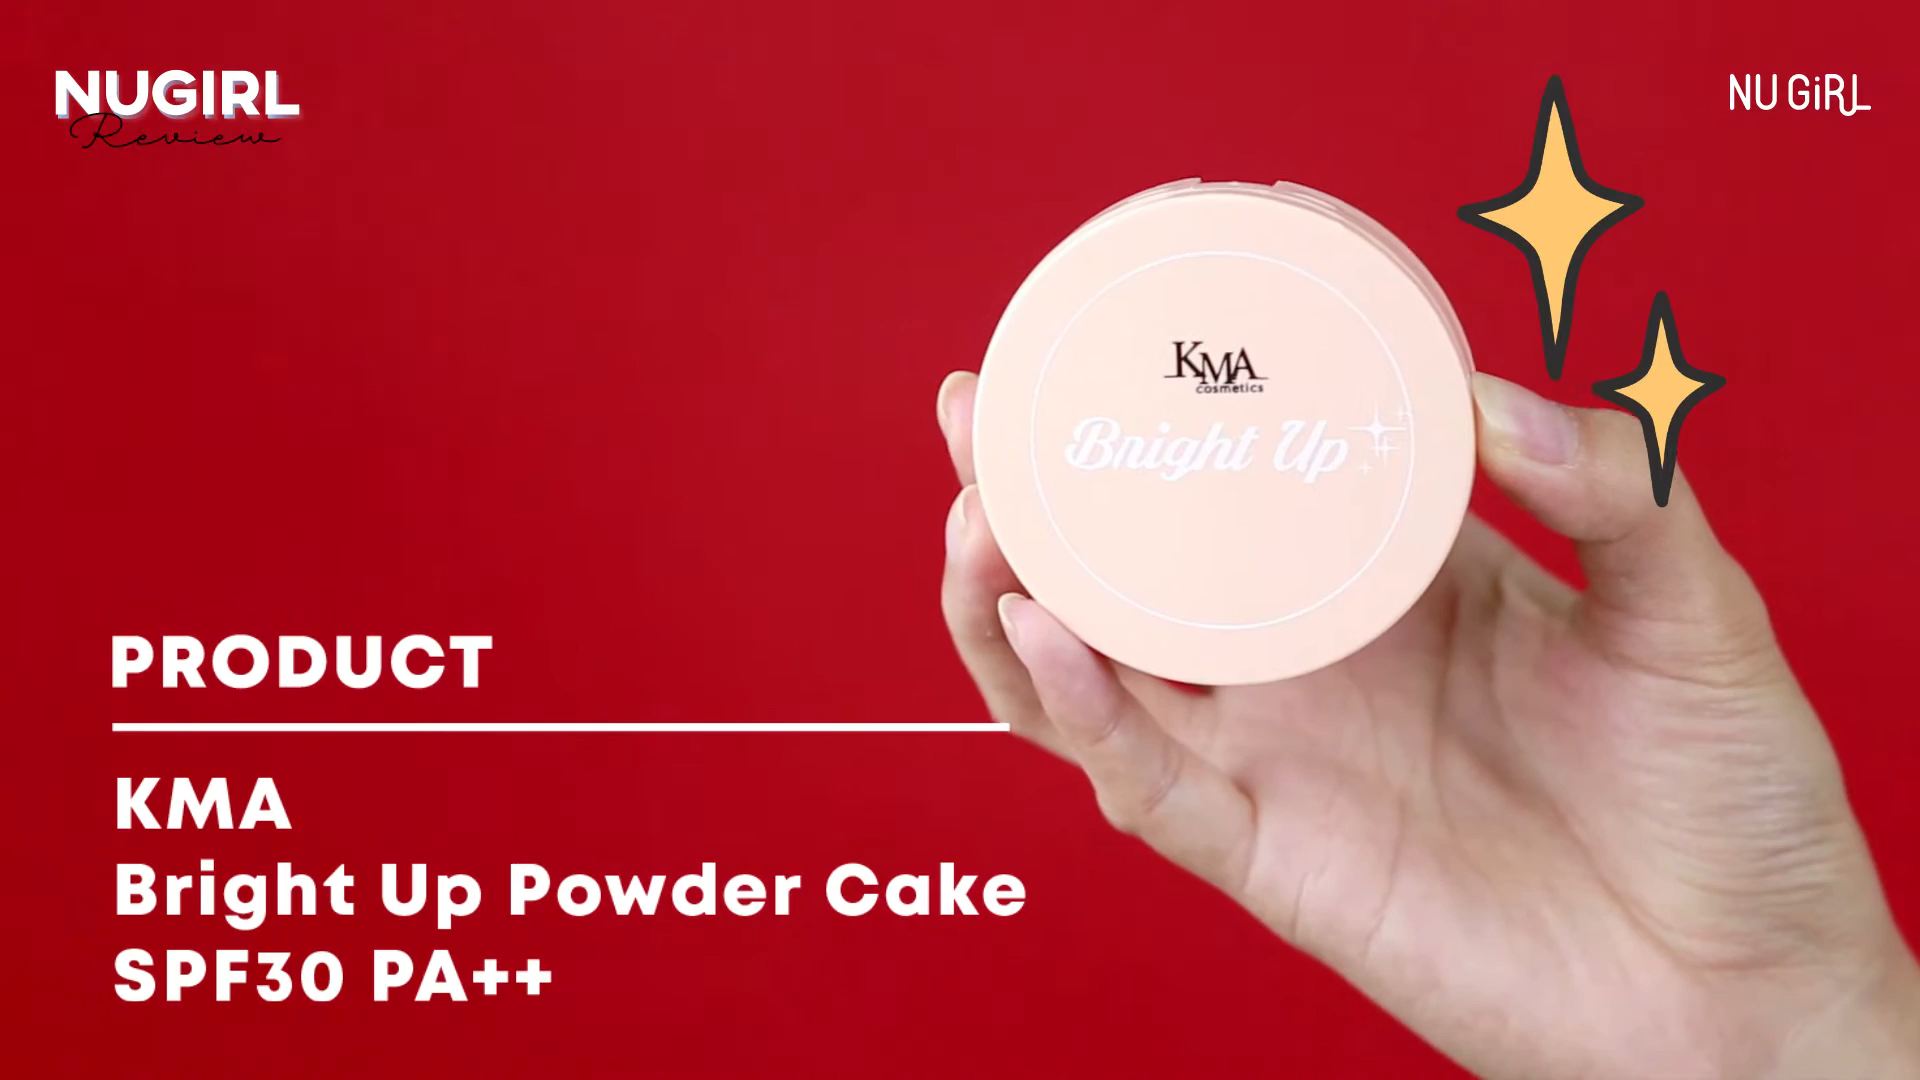 NUGIRL
Review
NU GiRL
KMA
cosmetics
Bright Up
PRODUCT
KMA
Bright Up Powder Cake
SPF30 PA++